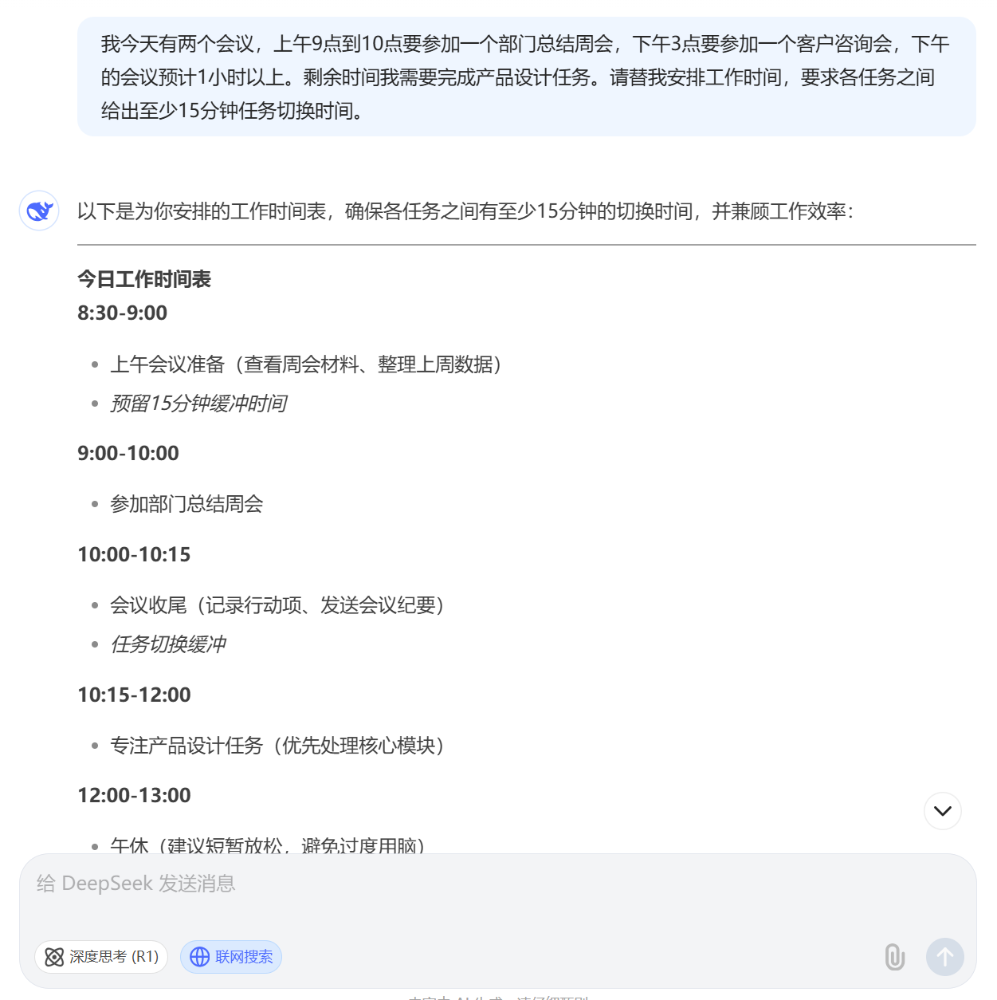 我今天有两个会议，上午9点到10点要参加一个部门总结周会，下午3点要参加一个客户咨询会，下午
的会议预计1小时以上。剩余时间我需要完成产品设计任务。请替我安排工作时间，要求各任务之间
给出至少15分钟任务切换时间。
以下是为你安排的工作时间表，确保各任务之间有至少15分钟的切换时间，并兼顾工作效率：
今日工作时间表
8:30-9:00
上午会议准备（查看周会材料、整理上周数据）
预留15分钟缓冲时间
9:00-10:00
参加部门总结周会
10:00-10:15
会议收尾（记录行动项、发送会议纪要）
任务切换缓冲
10:15-12:00
专注产品设计任务（优先处理核心模块）
12:00-13:00
午休（建议短暂放松，避免过度用脑）
给 DeepSeek 发送消息
深度思考 (R1)
联网搜索